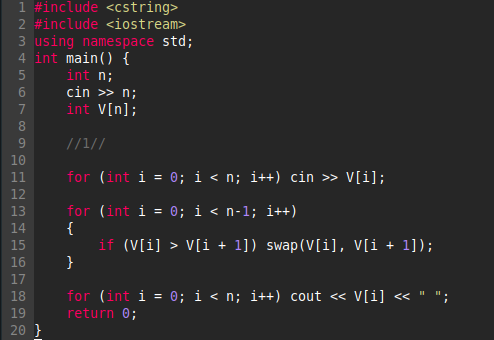 1 #include <cstring>
2 #include <iostream>
3 using namespace std;
4 int main() {
5     int n;
6     cin >> n;
7     int V[n];
8
9     //1//
10
11     for (int i = 0; i < n; i++) cin >> V[i];
12
13     for (int i = 0; i < n-1; i++)
14     {
15         if (V[i] > V[i + 1]) swap(V[i], V[i + 1]);
16     }
17
18     for (int i = 0; i < n; i++) cout << V[i] << " ";
19     return 0;
20 }